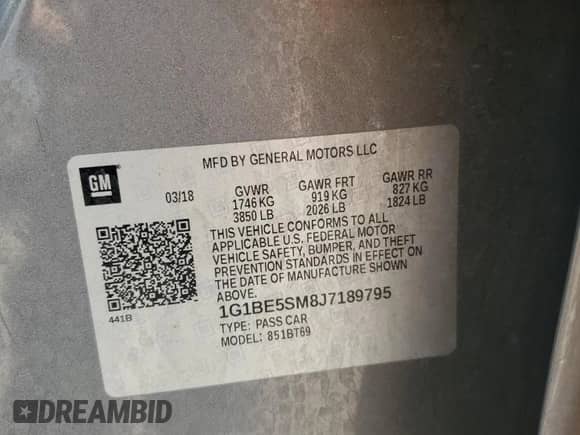 MFD BY GENERAL MOTORS LLC
GM
03/18
GVWR GAWR FRT GAWR RR
1746 KG 919 KG 827 KG
3850 LB 2026 LB 1824 LB
THIS VEHICLE CONFORMS TO ALL
APPLICABLE U.S. FEDERAL MOTOR
VEHICLE SAFETY, BUMPER, AND THEFT
PREVENTION STANDARDS IN EFFECT ON
THE DATE OF MANUFACTURE SHOWN
ABOVE.
1G1BE5SM8J7189795
441B
TYPE: PASS CAR
MODEL: 851BT69
DREAMBID